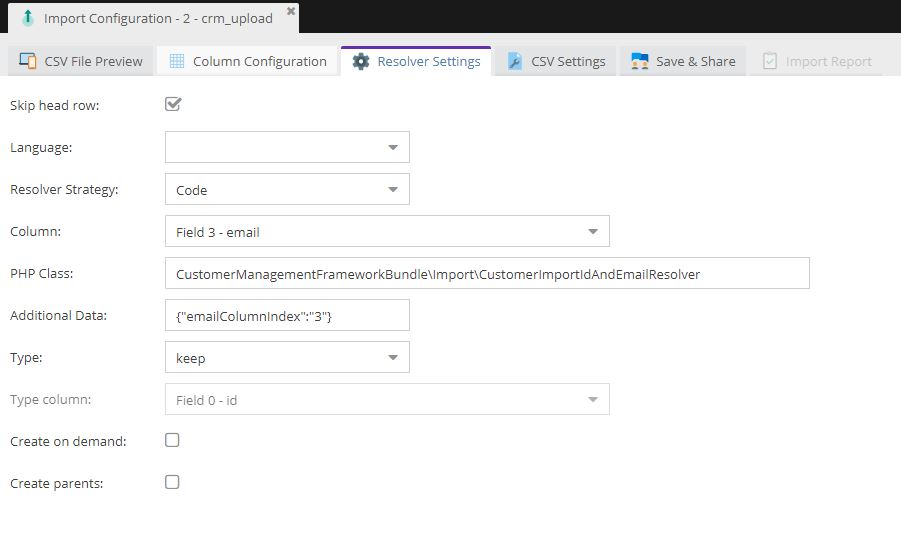 Import Configuration - 2 - crm_upload
CSV File Preview Column Configuration Resolver Settings CSV Settings Save & Share Import Report
Skip head row:
Language:
Resolver Strategy: Code
Column: Field 3 - email
PHP Class: CustomerManagementFrameworkBundle\Import\CustomerImportIdAndEmailResolver
Additional Data: {"emailColumnIndex":"3"}
Type: keep
Type column: Field 0 - id
Create on demand:
Create parents: